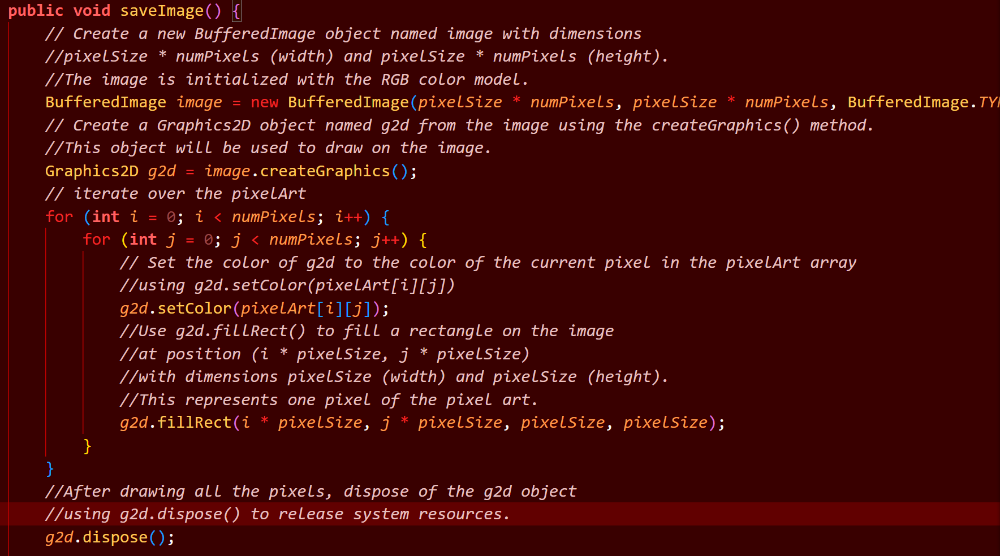 public void saveImage() {
// Create a new BufferedImage object named image with dimensions
//pixelSize * numPixels (width) and pixelSize * numPixels (height).
//The image is initialized with the RGB color model.
BufferedImage image = new BufferedImage(pixelSize * numPixels, pixelSize * numPixels, BufferedImage.
// Create a Graphics2D object named g2d from the image using the createGraphics() method.
//This object will be used to draw on the image.
Graphics2D g2d = image.createGraphics();
// iterate over the pixelArt
for (int i = 0; i < numPixels; i++) {
for (int j = 0; j < numPixels; j++) {
// Set the color of g2d to the color of the current pixel in the pixelArt array
//using g2d.setColor(pixelArt[i][j])
g2d.setColor(pixelArt[i][j]);
//Use g2d.fillRect() to fill a rectangle on the image
//at position (i * pixelSize, j * pixelSize)
//with dimensions pixelSize (width) and pixelSize (height).
//This represents one pixel of the pixel art.
g2d.fillRect(i * pixelSize, j * pixelSize, pixelSize, pixelSize);
}
}
//After drawing all the pixels, dispose of the g2d object
//using g2d.dispose() to release system resources.
g2d.dispose();